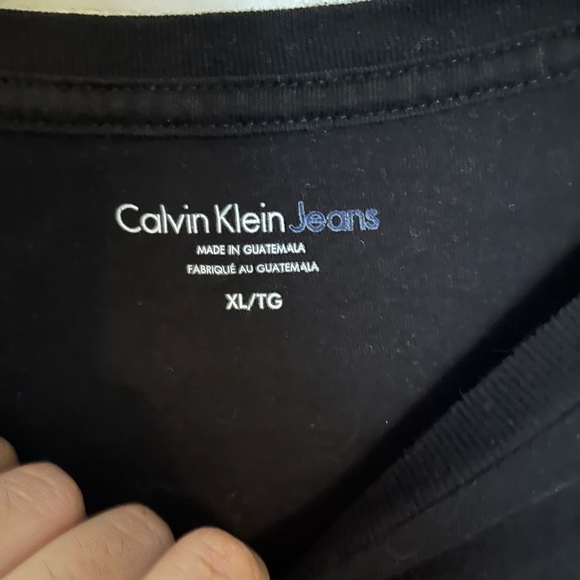 Calvin Klein Jeans
MADE IN GUATEMALA
FABRIQUÉ AU GUATEMALA
XL/TG